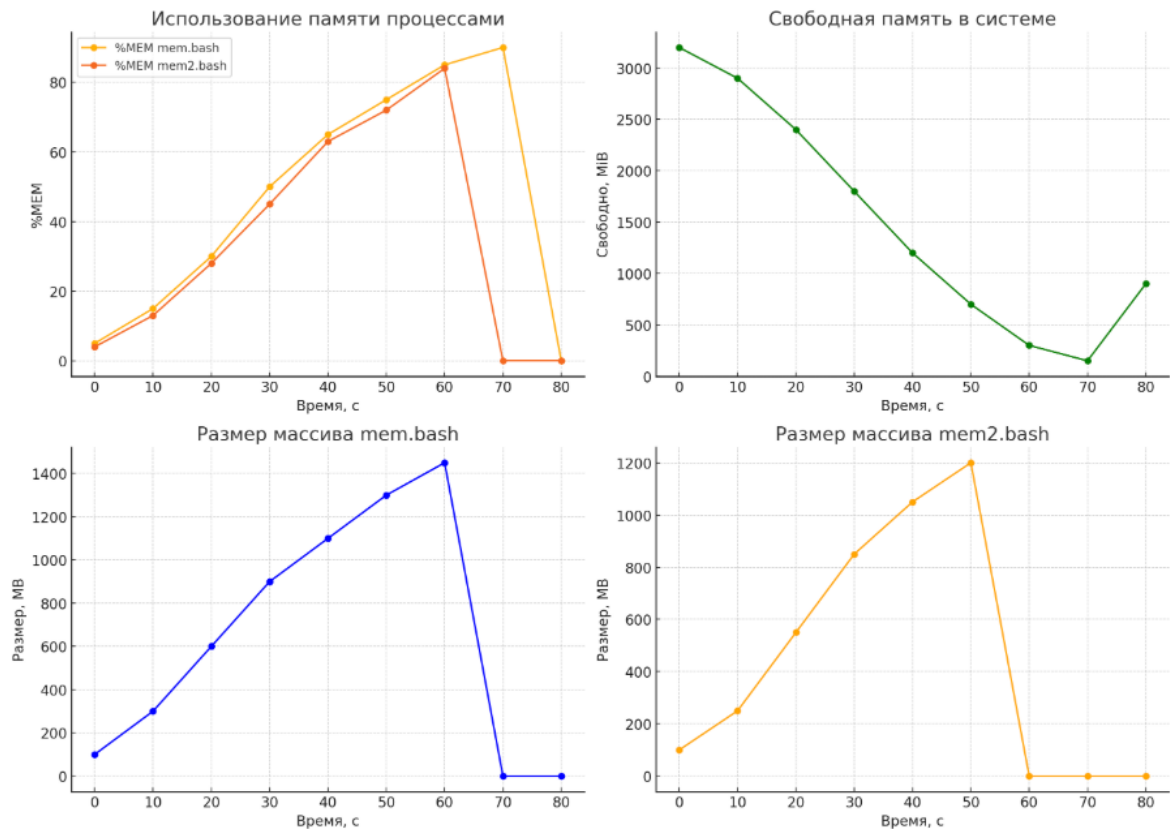 Использование памяти процессами
%MEM mem.bash
%MEM mem2.bash
80
60
40
20
0
%MEM
0 10 20 30 40 50 60 70 80
Время, с
Свободная память в системе
3000
2500
2000
1500
1000
500
0
Свободно, MiB
0 10 20 30 40 50 60 70 80
Время, с
Размер массива mem.bash
1400
1200
1000
800
600
400
200
0
Размер, MB
0 10 20 30 40 50 60 70 80
Время, с
Размер массива mem2.bash
1200
1000
800
600
400
200
0
Размер, MB
0 10 20 30 40 50 60 70 80
Время, с